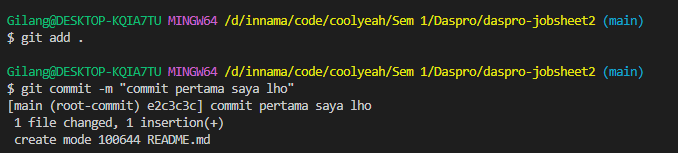 Gilang@DESKTOP-KQIA7TU MINGW64 /d/innama/code/coolyeah/Sem 1/Daspro/daspro-jobsheet2 (main)
$ git add .
Gilang@DESKTOP-KQIA7TU MINGW64 /d/innama/code/coolyeah/Sem 1/Daspro/daspro-jobsheet2 (main)
$ git commit -m "commit pertama saya lho"
[main (root-commit) e2c3c3c] commit pertama saya lho
 1 file changed, 1 insertion(+)
 create mode 100644 README.md